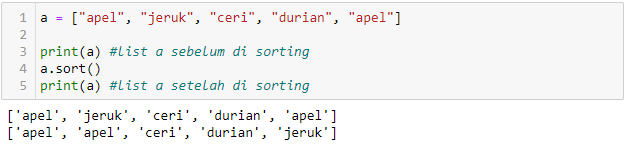 1 a = ["apel", "jeruk", "ceri", "durian", "apel"]
2
3 print(a) #list a sebelum di sorting
4 a.sort()
5 print(a) #list a setelah di sorting
['apel', 'jeruk', 'ceri', 'durian', 'apel']
['apel', 'apel', 'ceri', 'durian', 'jeruk']